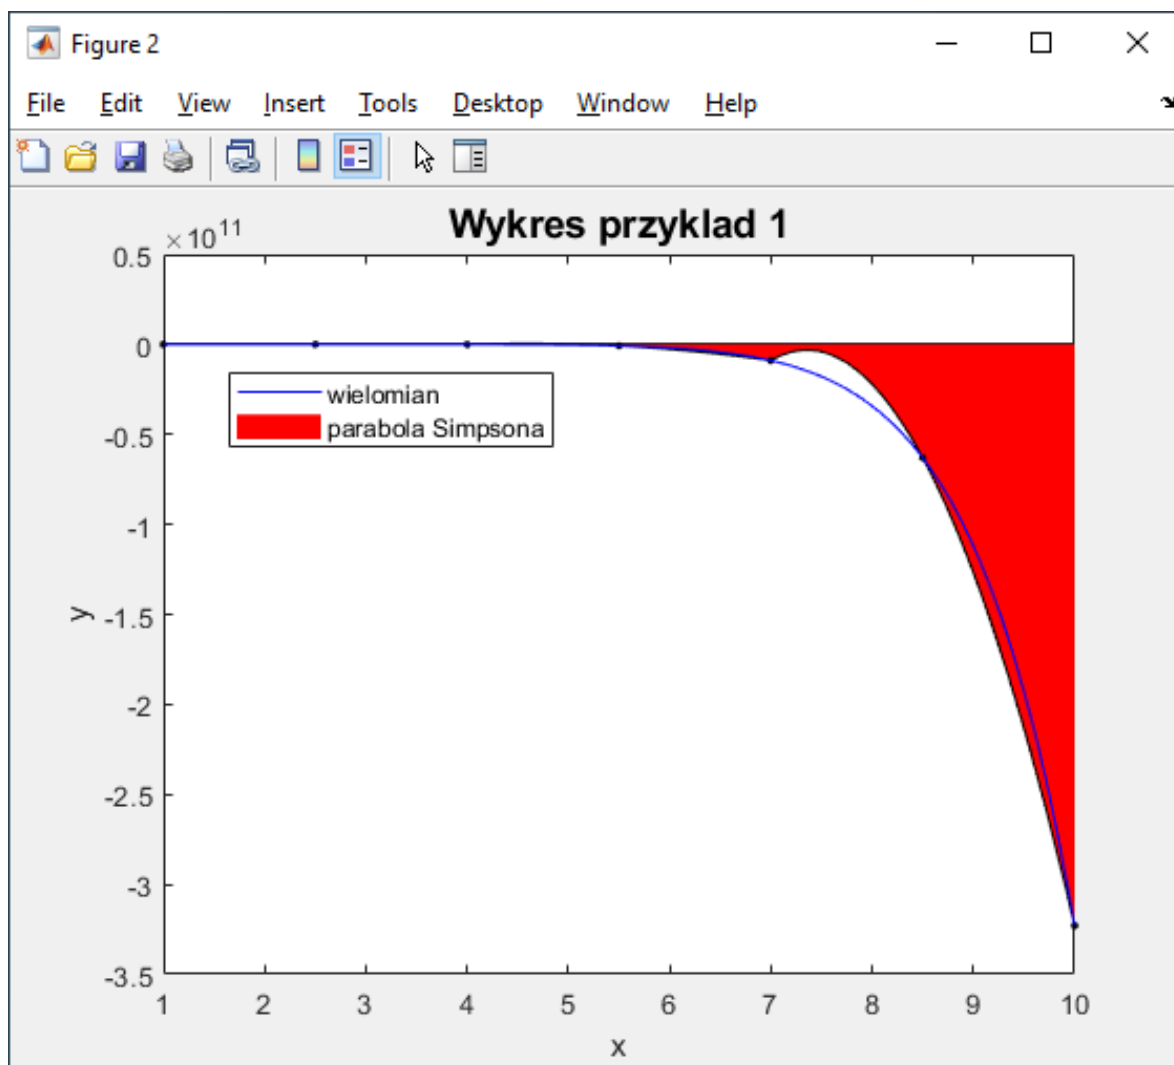 Figure 2
File Edit View Insert Tools Desktop Window Help
Wykres przyklad 1
×10^11
0.5
0
-0.5
-1
-1.5
-2
-2.5
-3
-3.5
y
wielomian
parabola Simpsona
1 2 3 4 5 6 7 8 9 10
x